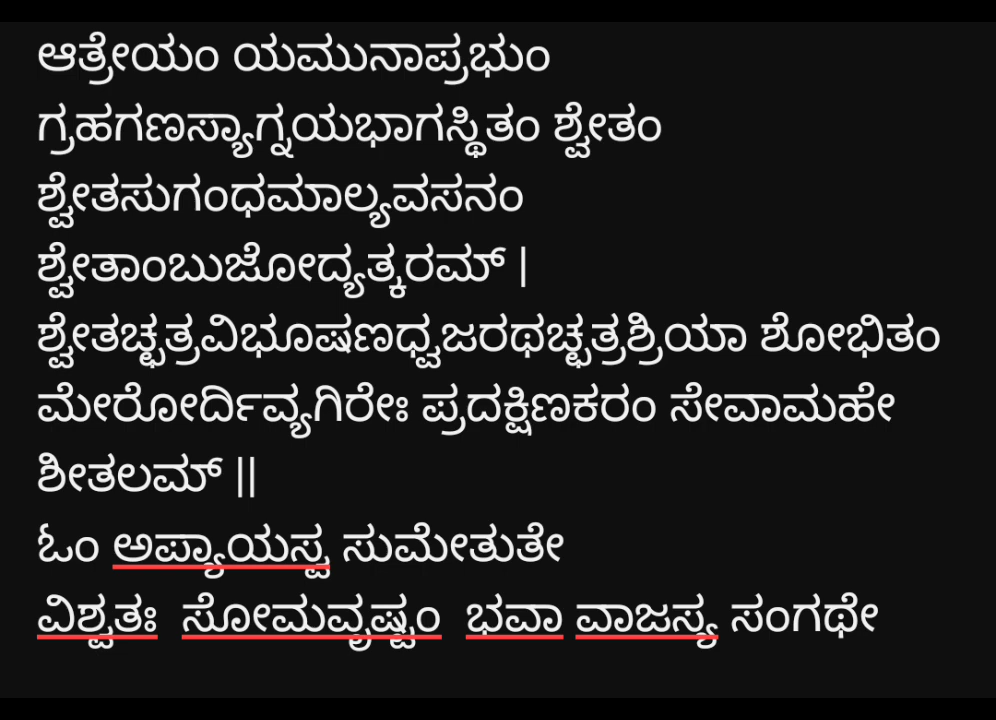 ಆತ್ರೇಯಂ ಯಮುನಾಪ್ರಭುಂ
ಗ್ರಹಗಣಸ್ಯಾಗ್ನಯಭಾಗಸ್ಥಿತಂ ಶ್ವೇತಂ
ಶ್ವೇತಸುಗಂಧಮಾಲ್ಯವಸನಂ
ಶ್ವೇತಾಂಬುಜೋದ್ಯತ್ಕರಮ್ |
ಶ್ವೇತಚ್ಛತ್ರವಿಭೂಷಣಧ್ವಜರಥಚ್ಛತ್ರಶ್ರಿಯಾ ಶೋಭಿತಂ
ಮೇರೋರ್ದಿವ್ಯಗಿರೇಃ ಪ್ರದಕ್ಷಿಣಕರಂ ಸೇವಾಮಹೇ
ಶೀತಲಮ್ ||
ಓಂ ಅಪ್ಯಾಯಸ್ವ ಸುಮೇತುತೇ
ವಿಶ್ವತಃ ಸೋಮವೃಷ್ವಂ ಭವಾ ವಾಜಸ್ಯ ಸಂಗಥೇ